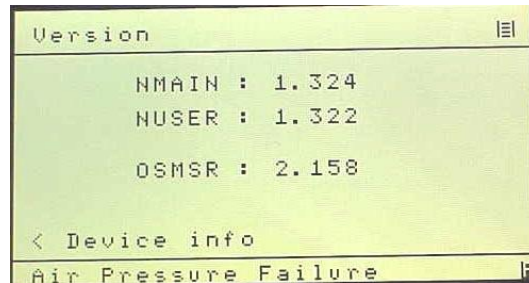 Version
NMAIN : 1.324
NUSER : 1.322
OSMSR : 2.158
< Device info
Air Pressure Failure